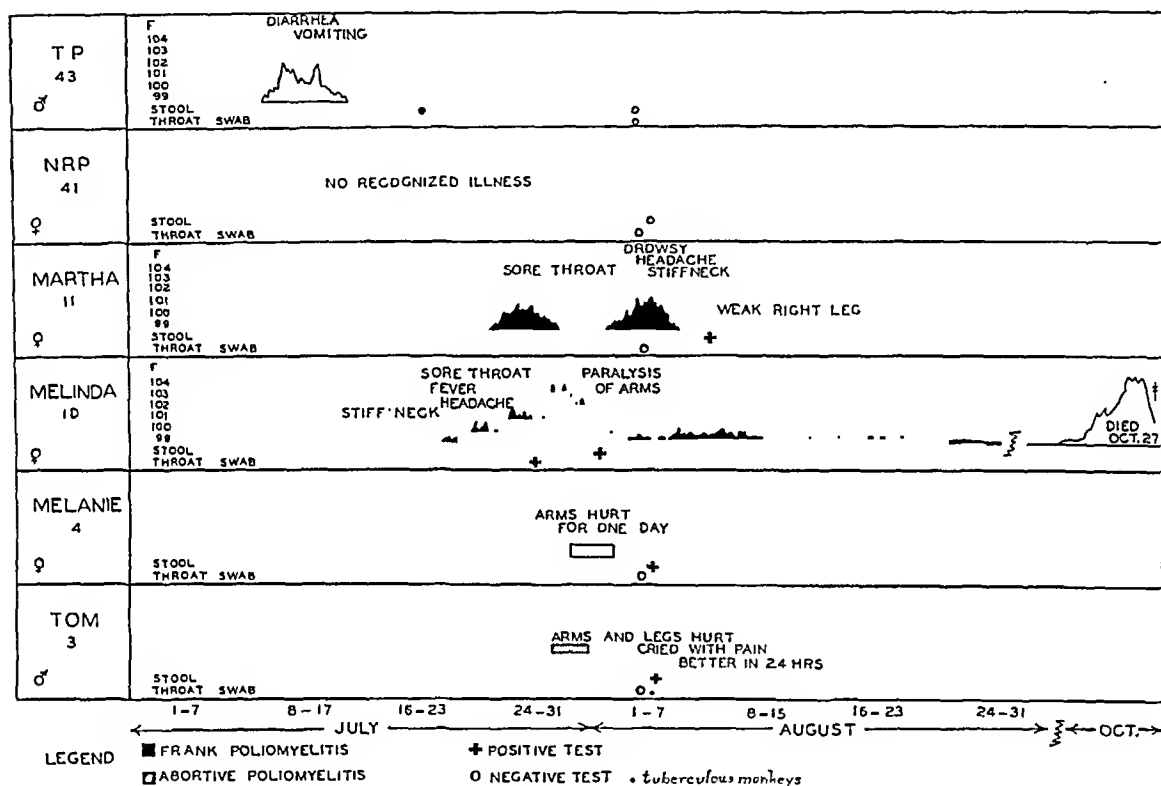 TP
43
♂
F
104
103
102
101
100
99
DIARRHEA
VOMITING
STOOL
THROAT SWAB
NRP
41
♀
NO RECOGNIZED ILLNESS
STOOL
THROAT SWAB
MARTHA
11
♀
F
104
103
102
101
100
99
SORE THROAT
DROWSY
HEADACHE
STIFFNECK
WEAK RIGHT LEG
STOOL
THROAT SWAB
MELINDA
10
♀
F
104
103
102
101
100
99
SORE THROAT
FEVER
HEADACHE
STIFF NECK
PARALYSIS
OF ARMS
DIED
OCT. 27
STOOL
THROAT SWAB
MELANIE
4
♀
ARMS HURT
FOR ONE DAY
STOOL
THROAT SWAB
TOM
3
♂
ARMS AND LEGS HURT
CRIED WITH PAIN
BETTER IN 24 HRS
STOOL
THROAT SWAB
1-7 8-17 16-23 24-31 1-7 8-15 16-23 24-31
JULY AUGUST OCT.
LEGEND
FRANK POLIOMYELITIS + POSITIVE TEST
ABORTIVE POLIOMYELITIS O NEGATIVE TEST • tuberculous monkeys